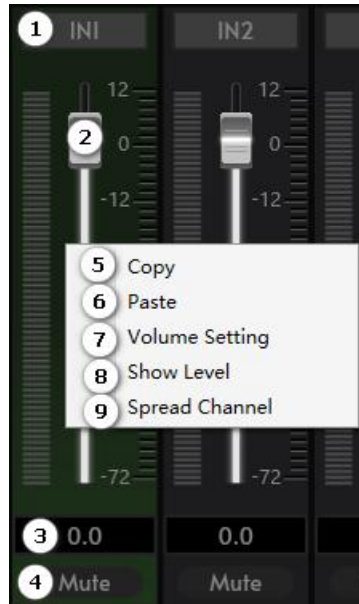 1 IN1 IN2
12 12
2 0 0
-12 -12
5 Copy
6 Paste
7 Volume Setting
8 Show Level
9 Spread Channel
-72 -72
3 0.0 0.0
4 Mute Mute